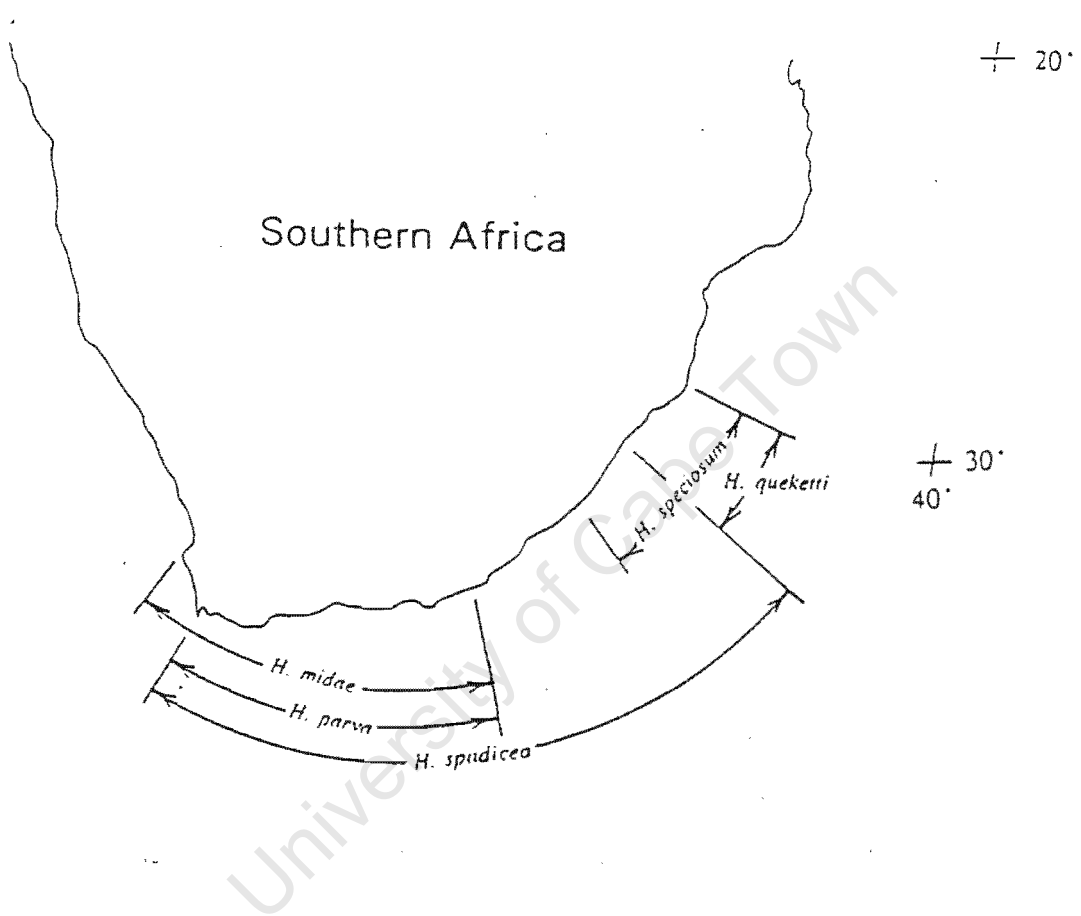 20°
Southern Africa
30°
40°
H. speciosum
H. queketti
H. midae
H. parva
H. spadicea
University of Cape Town